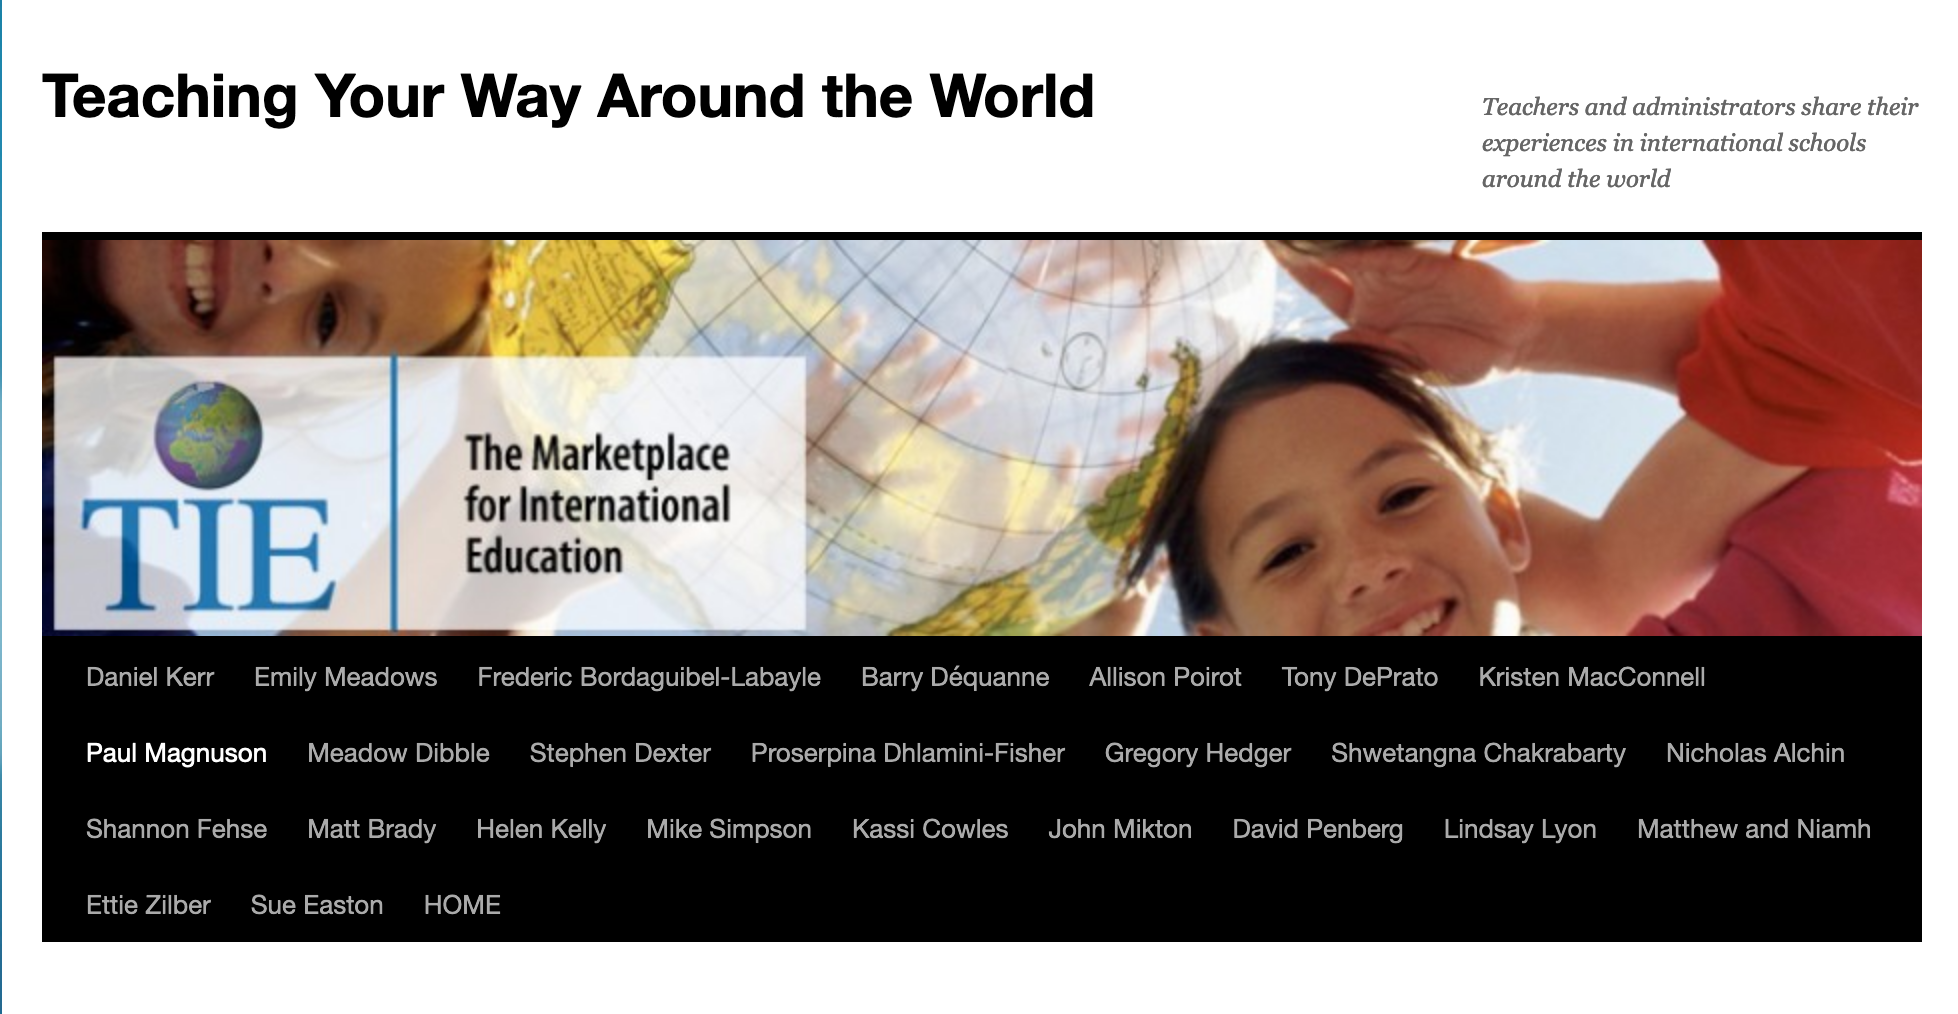 Teaching Your Way Around the World
Teachers and administrators share their
experiences in international schools
around the world
TIE
The Marketplace
for International
Education
Daniel Kerr Emily Meadows Frederic Bordaguibel-Labayle Barry Déquanne Allison Poirot Tony DePrato Kristen MacConnell
Paul Magnuson Meadow Dibble Stephen Dexter Proserpina Dhlamini-Fisher Gregory Hedger Shwetangna Chakrabarty Nicholas Alchin
Shannon Fehse Matt Brady Helen Kelly Mike Simpson Kassi Cowles John Mikton David Penberg Lindsay Lyon Matthew and Niamh
Ettie Zilber Sue Easton HOME